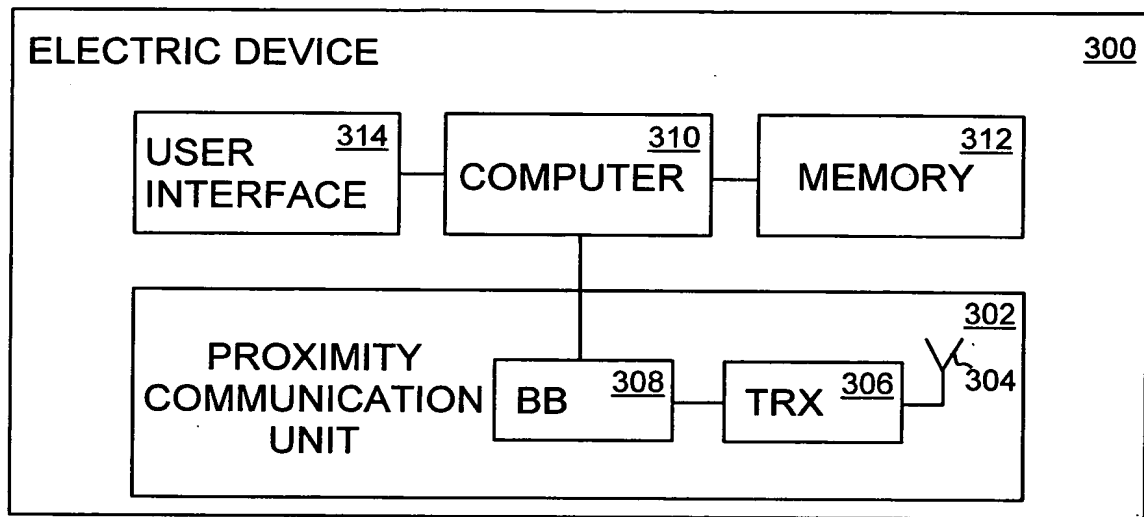 ELECTRIC DEVICE
300
USER
INTERFACE
314
COMPUTER
310
MEMORY
312
PROXIMITY
COMMUNICATION
UNIT
302
BB
308
TRX
306
304